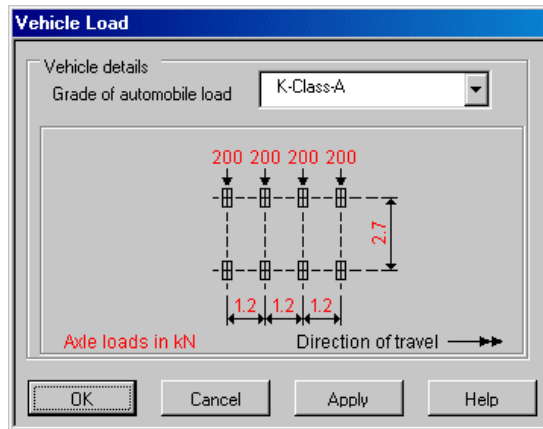 Vehicle Load
Vehicle details
Grade of automobile load
K-Class-A
200 200 200 200
2.7
1.2 1.2 1.2
Axle loads in kN
Direction of travel
OK
Cancel
Apply
Help